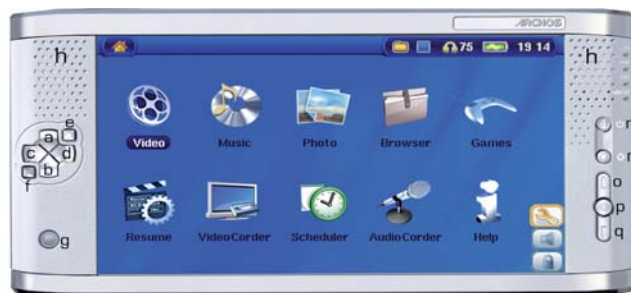 ARCHOS
75 19 14
h h
e
a
c d
b
f
g
o
p
q
Video Music Photo Browser Games
Resume VideoCorder Scheduler AudioCorder Help